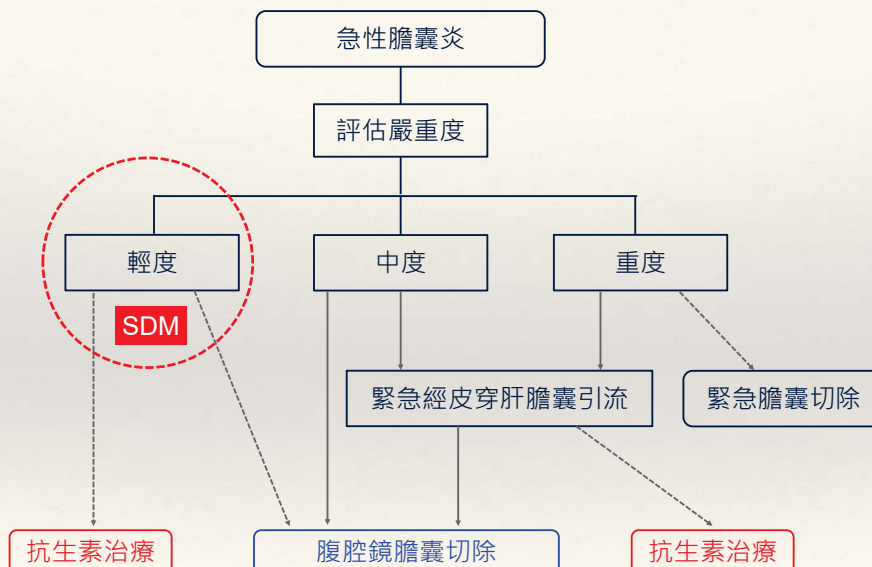 急性膽囊炎
評估嚴重度
輕度
中度
重度
SDM
緊急經皮穿肝膽囊引流
緊急膽囊切除
抗生素治療
腹腔鏡膽囊切除
抗生素治療